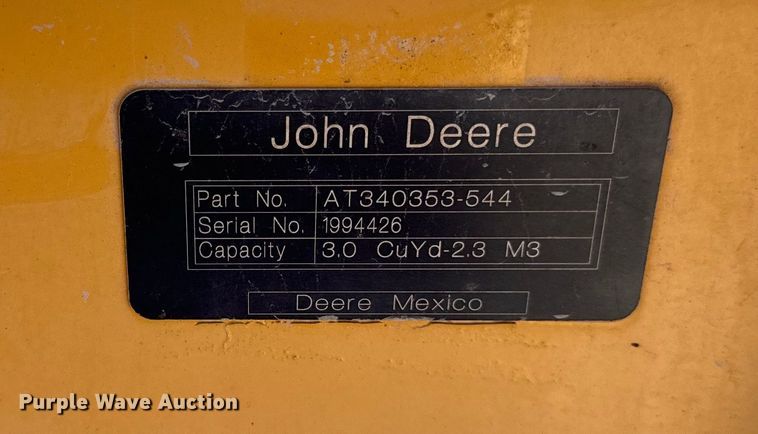 John Deere
Part No. AT340353-544
Serial No. 1994426
Capacity 3.0 CuYd-2.3 M3
Deere Mexico
Purple Wave Auction